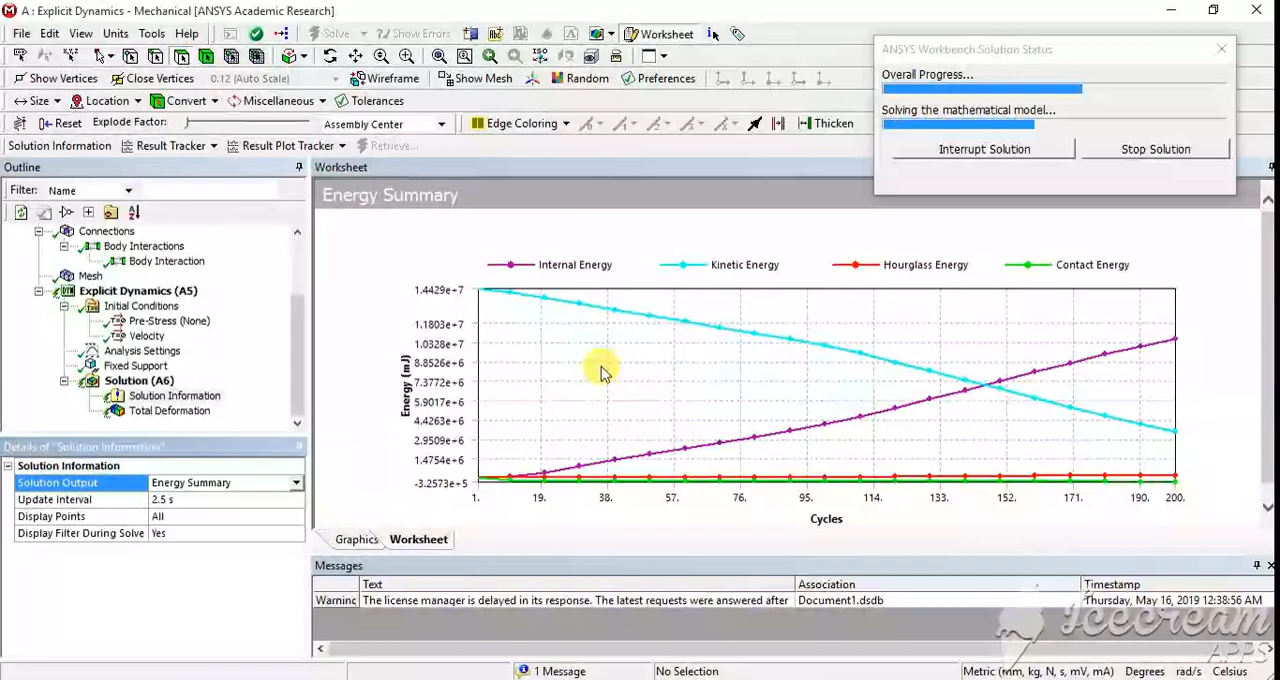 A : Explicit Dynamics - Mechanical [ANSYS Academic Research]
File Edit View Units Tools Help Solve Show Errors Worksheet
Show Vertices Close Vertices 0.12 (Auto Scale) Wireframe Show Mesh Random Preferences
Size Location Convert Miscellaneous Tolerances
Reset Explode Factor: Assembly Center Edge Coloring Thicken
Solution Information Result Tracker Result Plot Tracker Retrieve...
ANSYS Workbench Solution Status
Overall Progress...
Solving the mathematical model...
Interrupt Solution Stop Solution
Outline
Filter: Name
Connections
Body Interactions
Body Interaction
Mesh
Explicit Dynamics (A5)
Initial Conditions
Pre-Stress (None)
Velocity
Analysis Settings
Fixed Support
Solution (A6)
Solution Information
Total Deformation
Details of "Solution Information"
Solution Information
Solution Output Energy Summary
Update Interval 2.5 s
Display Points All
Display Filter During Solve Yes
Worksheet
Energy Summary
Internal Energy Kinetic Energy Hourglass Energy Contact Energy
Energy (mJ)
1.4429e+7
1.1803e+7
1.0328e+7
8.8526e+6
7.3772e+6
5.9017e+6
4.4263e+6
2.9509e+6
1.4754e+6
-3.2573e+5
1. 19. 38. 57. 76. 95. 114. 133. 152. 171. 190. 200.
Cycles
Graphics Worksheet
Messages
Text Association Timestamp
Warninc The license manager is delayed in its response. The latest requests were answered after Document1.dsdb Thursday, May 16, 2019 12:38:56 AM
Icecream
APPS
1 Message No Selection Metric (mm, kg, N, s, mV, mA) Degrees rad/s Celsius